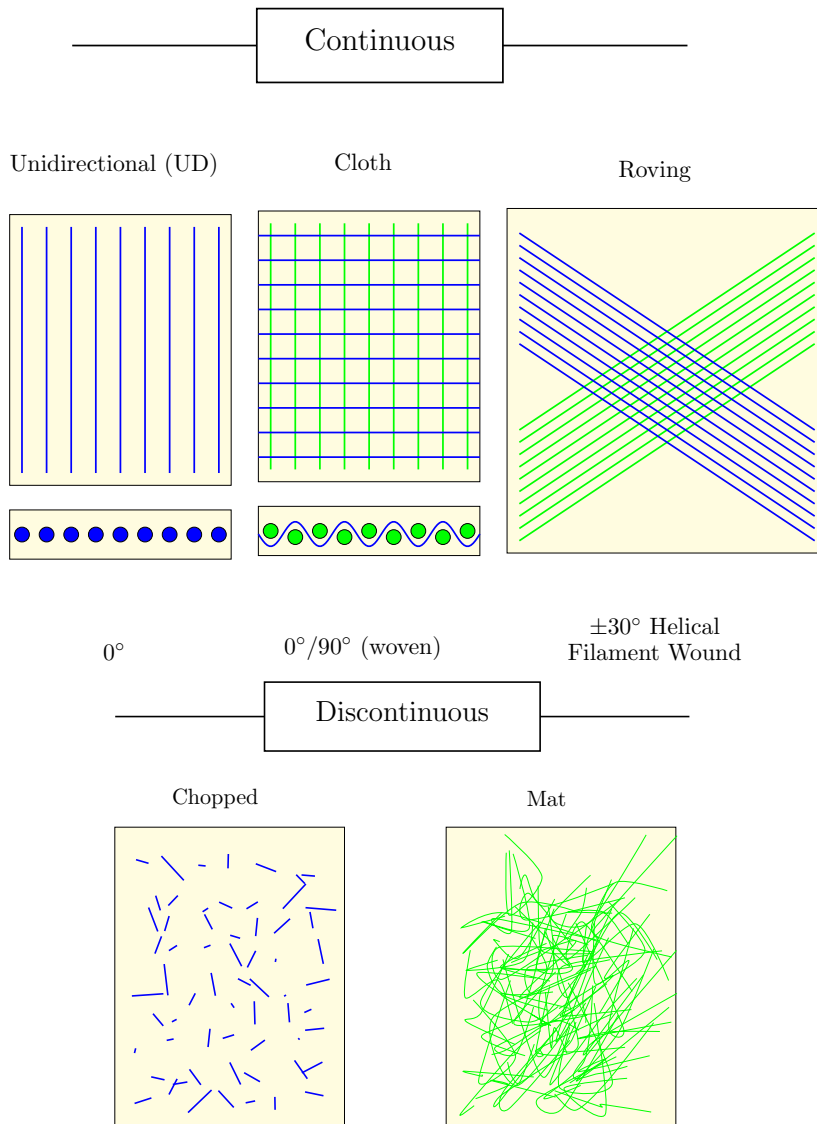 Continuous
Unidirectional (UD)
Cloth
Roving
0°
0°/90° (woven)
±30° Helical
Filament Wound
Discontinuous
Chopped
Mat